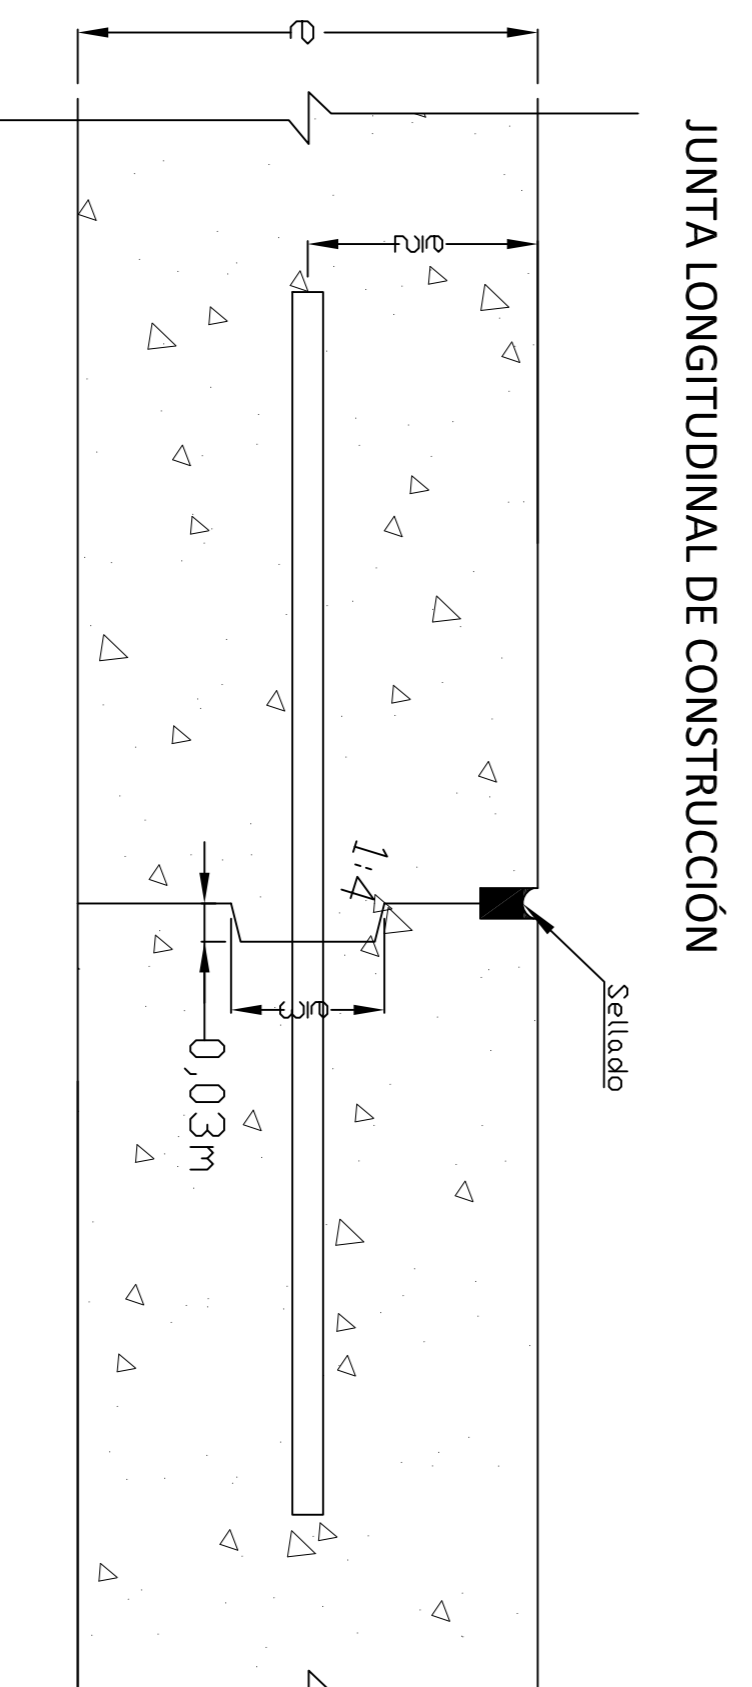 JUNTA LONGITUDINAL DE CONSTRUCCIÓN
Sellado
e
e/2
1:4
e/3
0,03m